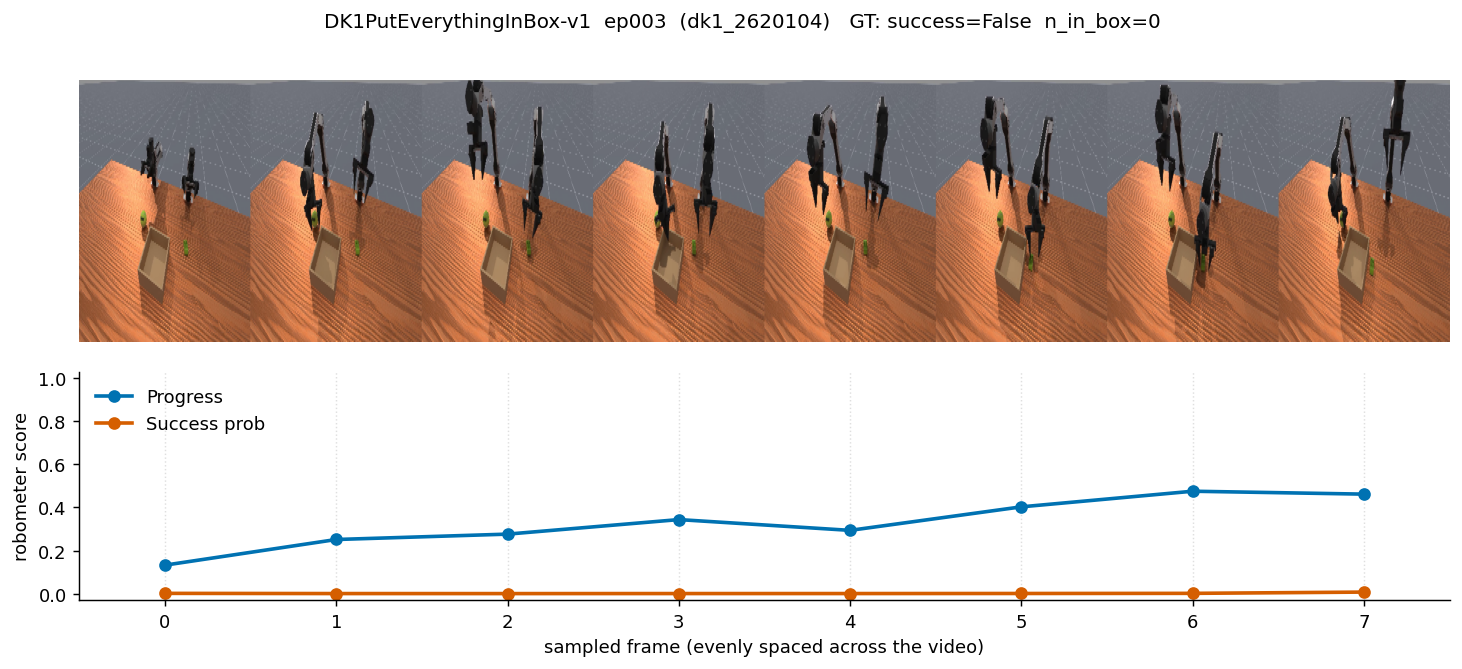 DK1PutEverythingInBox-v1  ep003  (dk1_2620104)   GT: success=False  n_in_box=0
1.0
0.8
0.6
0.4
0.2
0.0
robometer score
Progress
Success prob
0 1 2 3 4 5 6 7
sampled frame (evenly spaced across the video)